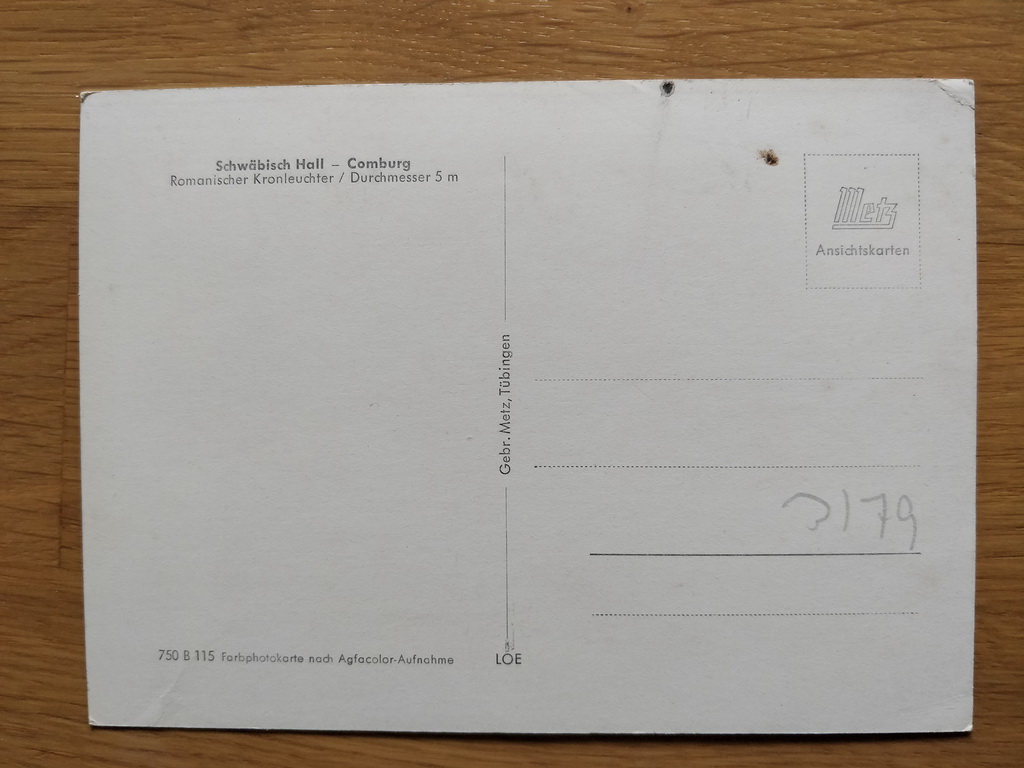 Schwäbisch Hall – Comburg
Romanischer Kronleuchter / Durchmesser 5 m
Metz
Ansichtskarten
Gebr. Metz, Tübingen
3179
750 B 115 Farbphotokarte nach Agfacolor-Aufnahme
LOE